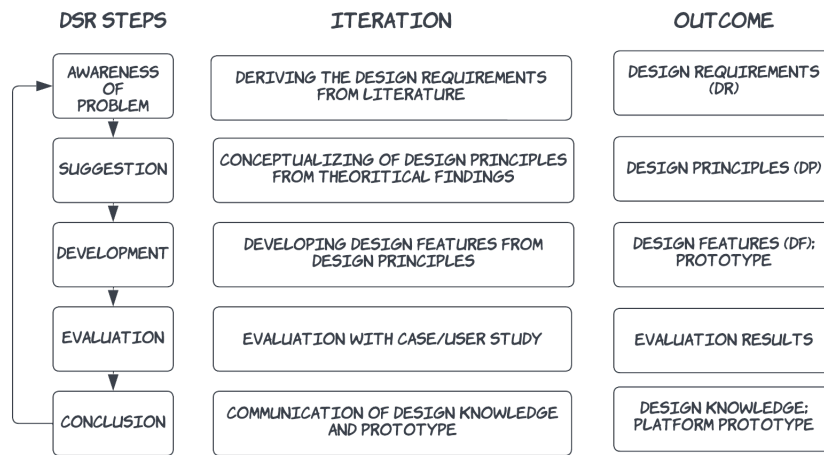 DSR STEPS
ITERATION
OUTCOME
AWARENESS
OF
PROBLEM
DERIVING THE DESIGN REQUIREMENTS
FROM LITERATURE
DESIGN REQUIREMENTS
(DR)
SUGGESTION
CONCEPTUALIZING OF DESIGN PRINCIPLES
FROM THEORITICAL FINDINGS
DESIGN PRINCIPLES (DP)
DEVELOPMENT
DEVELOPING DESIGN FEATURES FROM
DESIGN PRINCIPLES
DESIGN FEATURES (DF);
PROTOTYPE
EVALUATION
EVALUATION WITH CASE/USER STUDY
EVALUATION RESULTS
CONCLUSION
COMMUNICATION OF DESIGN KNOWLEDGE
AND PROTOTYPE
DESIGN KNOWLEDGE;
PLATFORM PROTOTYPE